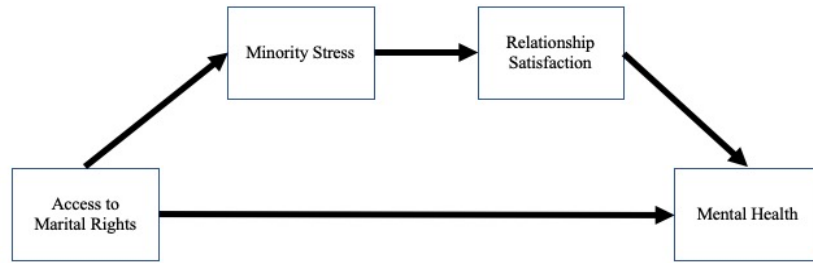 Minority Stress
Relationship
Satisfaction
Access to
Marital Rights
Mental Health